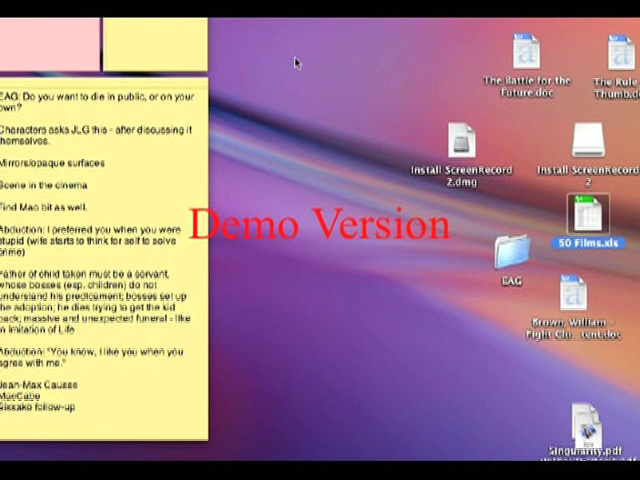 EAG: Do you want to die in public, or on your
own?
Characters asks JLG this - after discussing it
themselves.
Mirrors/opaque surfaces
Scene in the cinema
Find Mao bit as well.
Abduction: I preferred you when you were
stupid (wife starts to think for self to solve
crime)
Father of child taken must be a servant,
whose bosses (esp. children) do not
understand his predicament; bosses set up
the adoption; he dies trying to get the kid
back; massive and unexpected funeral - like
in Imitation of Life
Abduction: "You know, I like you when you
agree with me."
Jean-Max Causse
MacCabe
Sissako follow-up
Demo Version
The Battle for the
Future.doc
The Rule
Thumb.do
Install ScreenRecord
2.dmg
Install ScreenRecord
2
50 Films.xls
EAG
Brown, William -
Fight Clu...ent.doc
Singularity.pdf